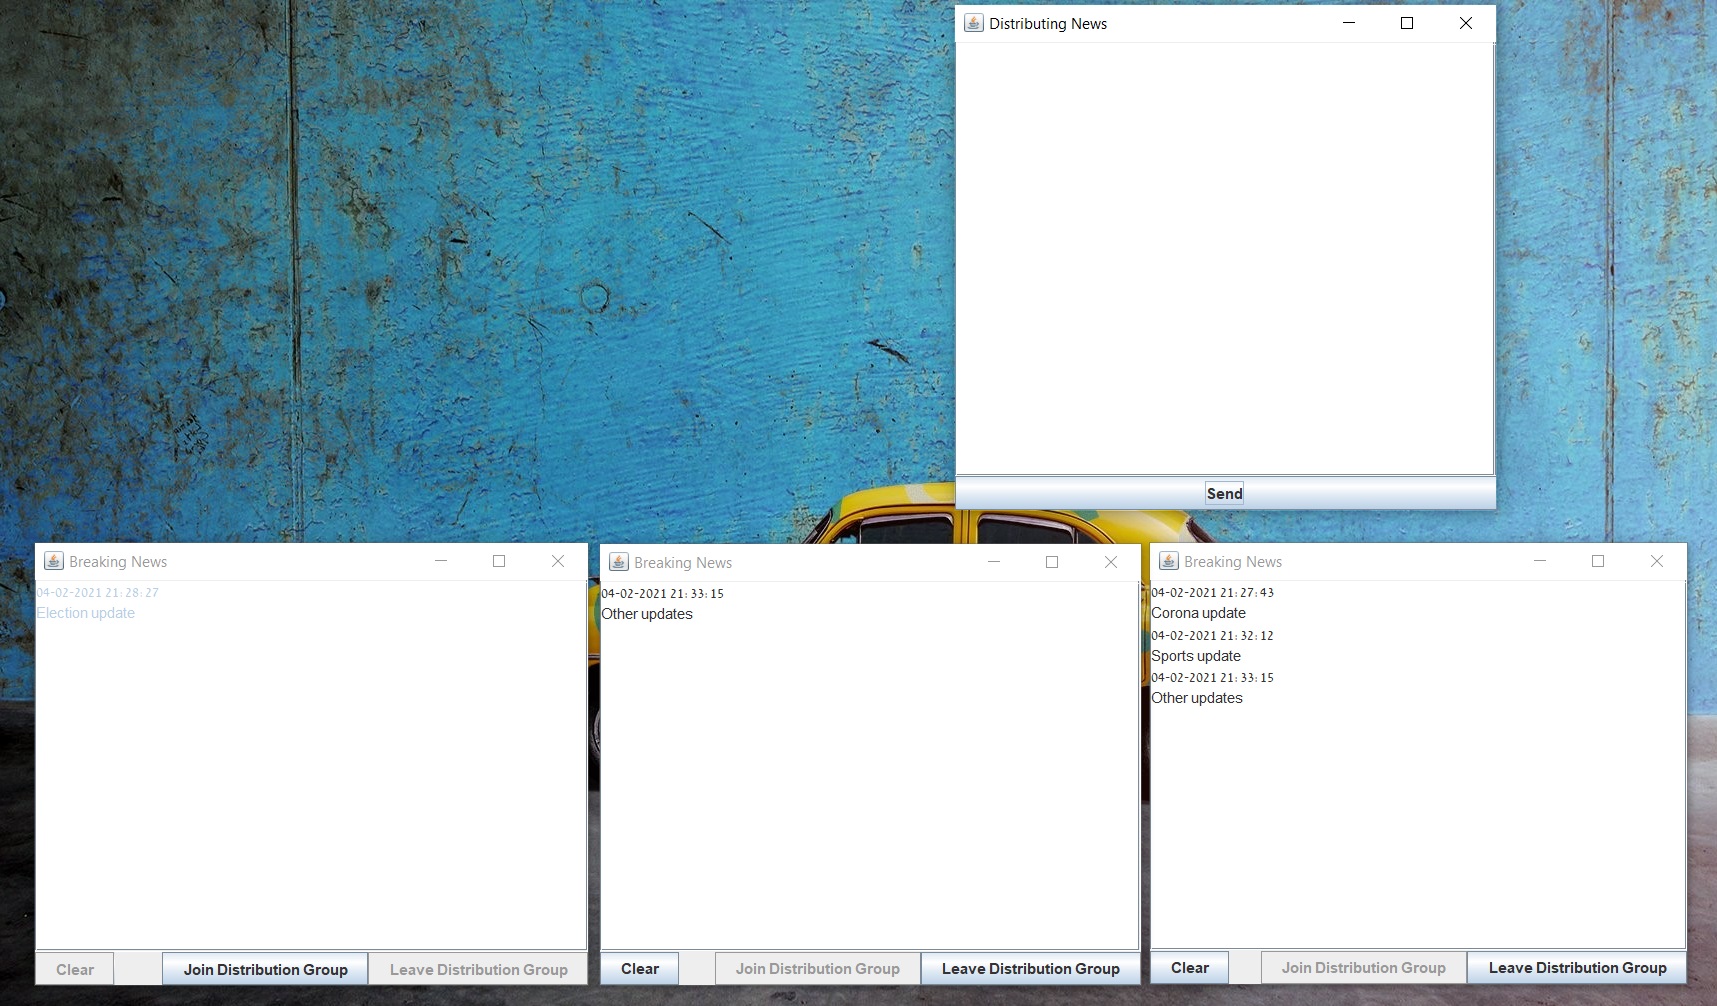 Distributing News
Send
Breaking News
04-02-2021 21:28:27
Election update
Clear
Join Distribution Group
Leave Distribution Group
Breaking News
04-02-2021 21:33:15
Other updates
Clear
Join Distribution Group
Leave Distribution Group
Breaking News
04-02-2021 21:27:43
Corona update
04-02-2021 21:32:12
Sports update
04-02-2021 21:33:15
Other updates
Clear
Join Distribution Group
Leave Distribution Group